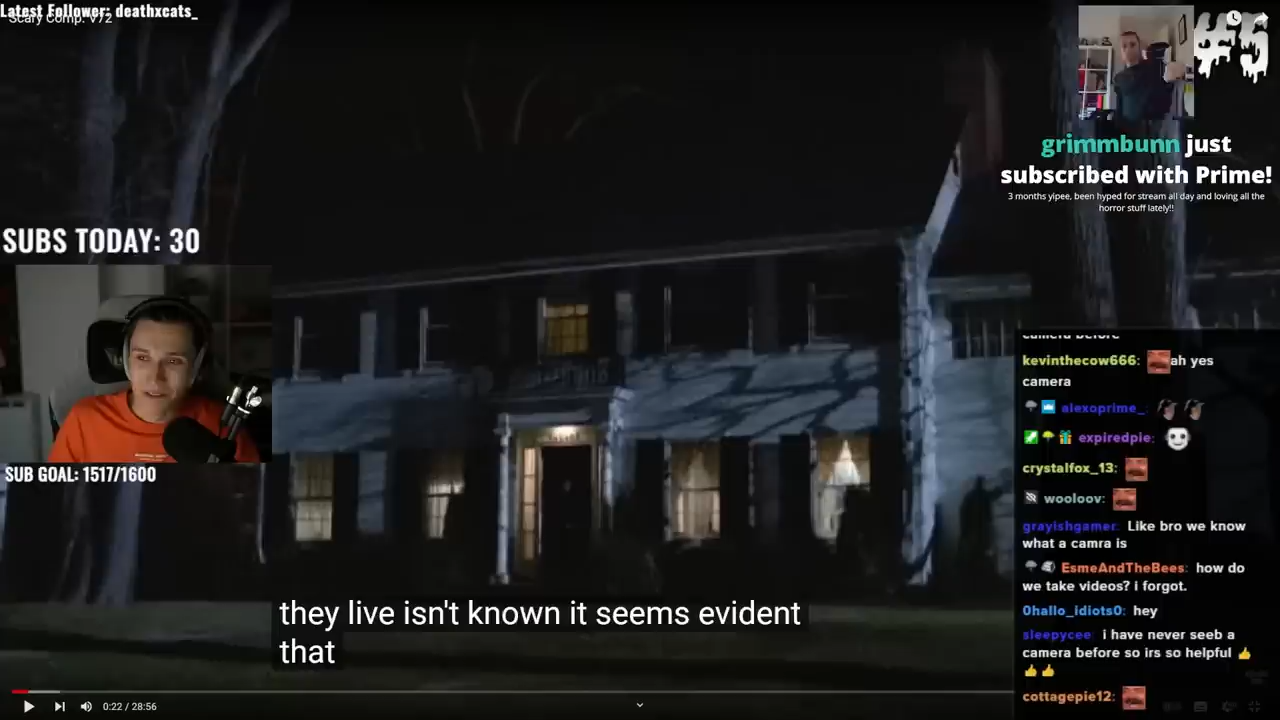 Latest Follower: deathxcats_
Scary Comp. V72
#5
grimmbunn just
subscribed with Prime!
3 months yipee, been hyped for stream all day and loving all the
horror stuff lately!!
SUBS TODAY: 30
SUB GOAL: 1517/1600
camera before
kevinthecow666: ah yes
camera
alexoprime_:
expiredpie:
crystalfox_13:
wooloov:
grayishgamer: Like bro we know
what a camra is
EsmeAndTheBees: how do
we take videos? i forgot.
0hallo_idiots0: hey
sleepycee: i have never seeb a
camera before so irs so helpful
cottagepie12:
they live isn't known it seems evident
that
0:22 / 28:56